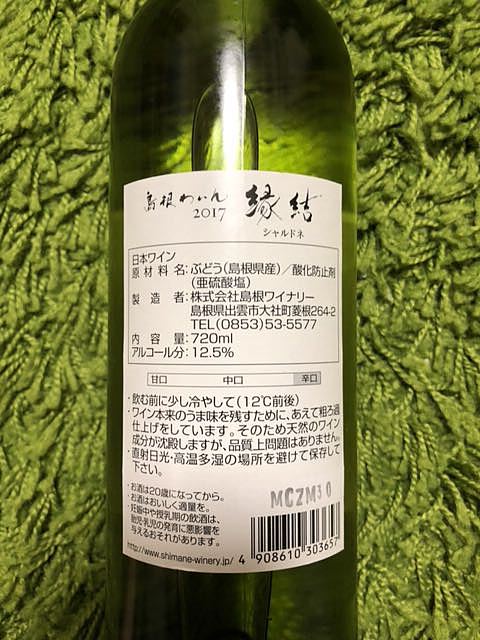 島根わいん 縁結
2017
シャルドネ
日本ワイン
原材料名:ぶどう(島根県産)/酸化防止剤
(亜硫酸塩)
製造者:株式会社島根ワイナリー
島根県出雲市大社町菱根264-2
TEL(0853)53-5577
内容量:720ml
アルコール分:12.5%
甘口 中口 辛口
・飲む前に少し冷やして(12℃前後)
・ワイン本来のうま味を残すために、あえて粗ろ過
仕上げをしています。そのため天然のワイン
成分が沈殿しますが、品質上問題はありません。
・直射日光・高温多湿の場所を避けて保存して
下さい。
MCZM30
・お酒は20歳になってから。
・お酒はおいしく適量を。
・妊娠中や授乳期の飲酒は、
胎児・乳児の発育に悪影響を
与えるおそれがあります。
http://www.shimane-winery.jp/
4 908610 303657